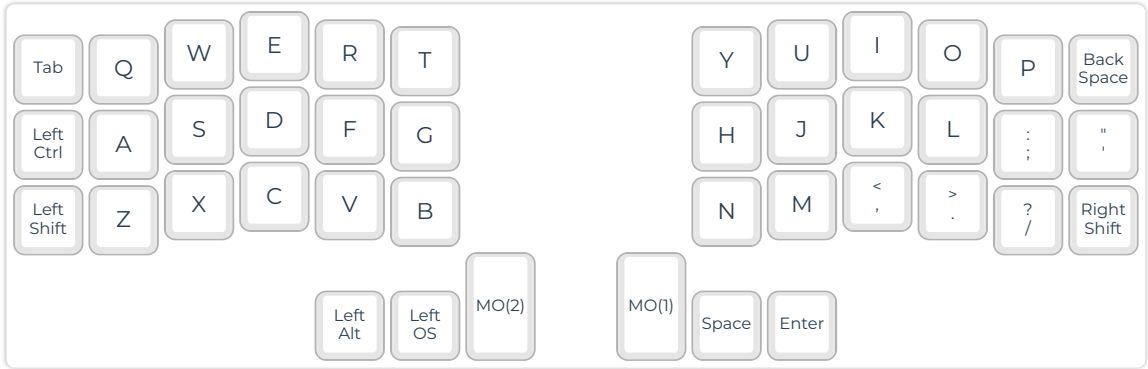 Tab Q W E R T Y U I O P Back
Space
Left
Ctrl A S D F G H J K L :
; "
'
Left
Shift Z X C V B N M <
, >
. ?
/ Right
Shift
Left
Alt Left
OS MO(2) MO(1) Space Enter